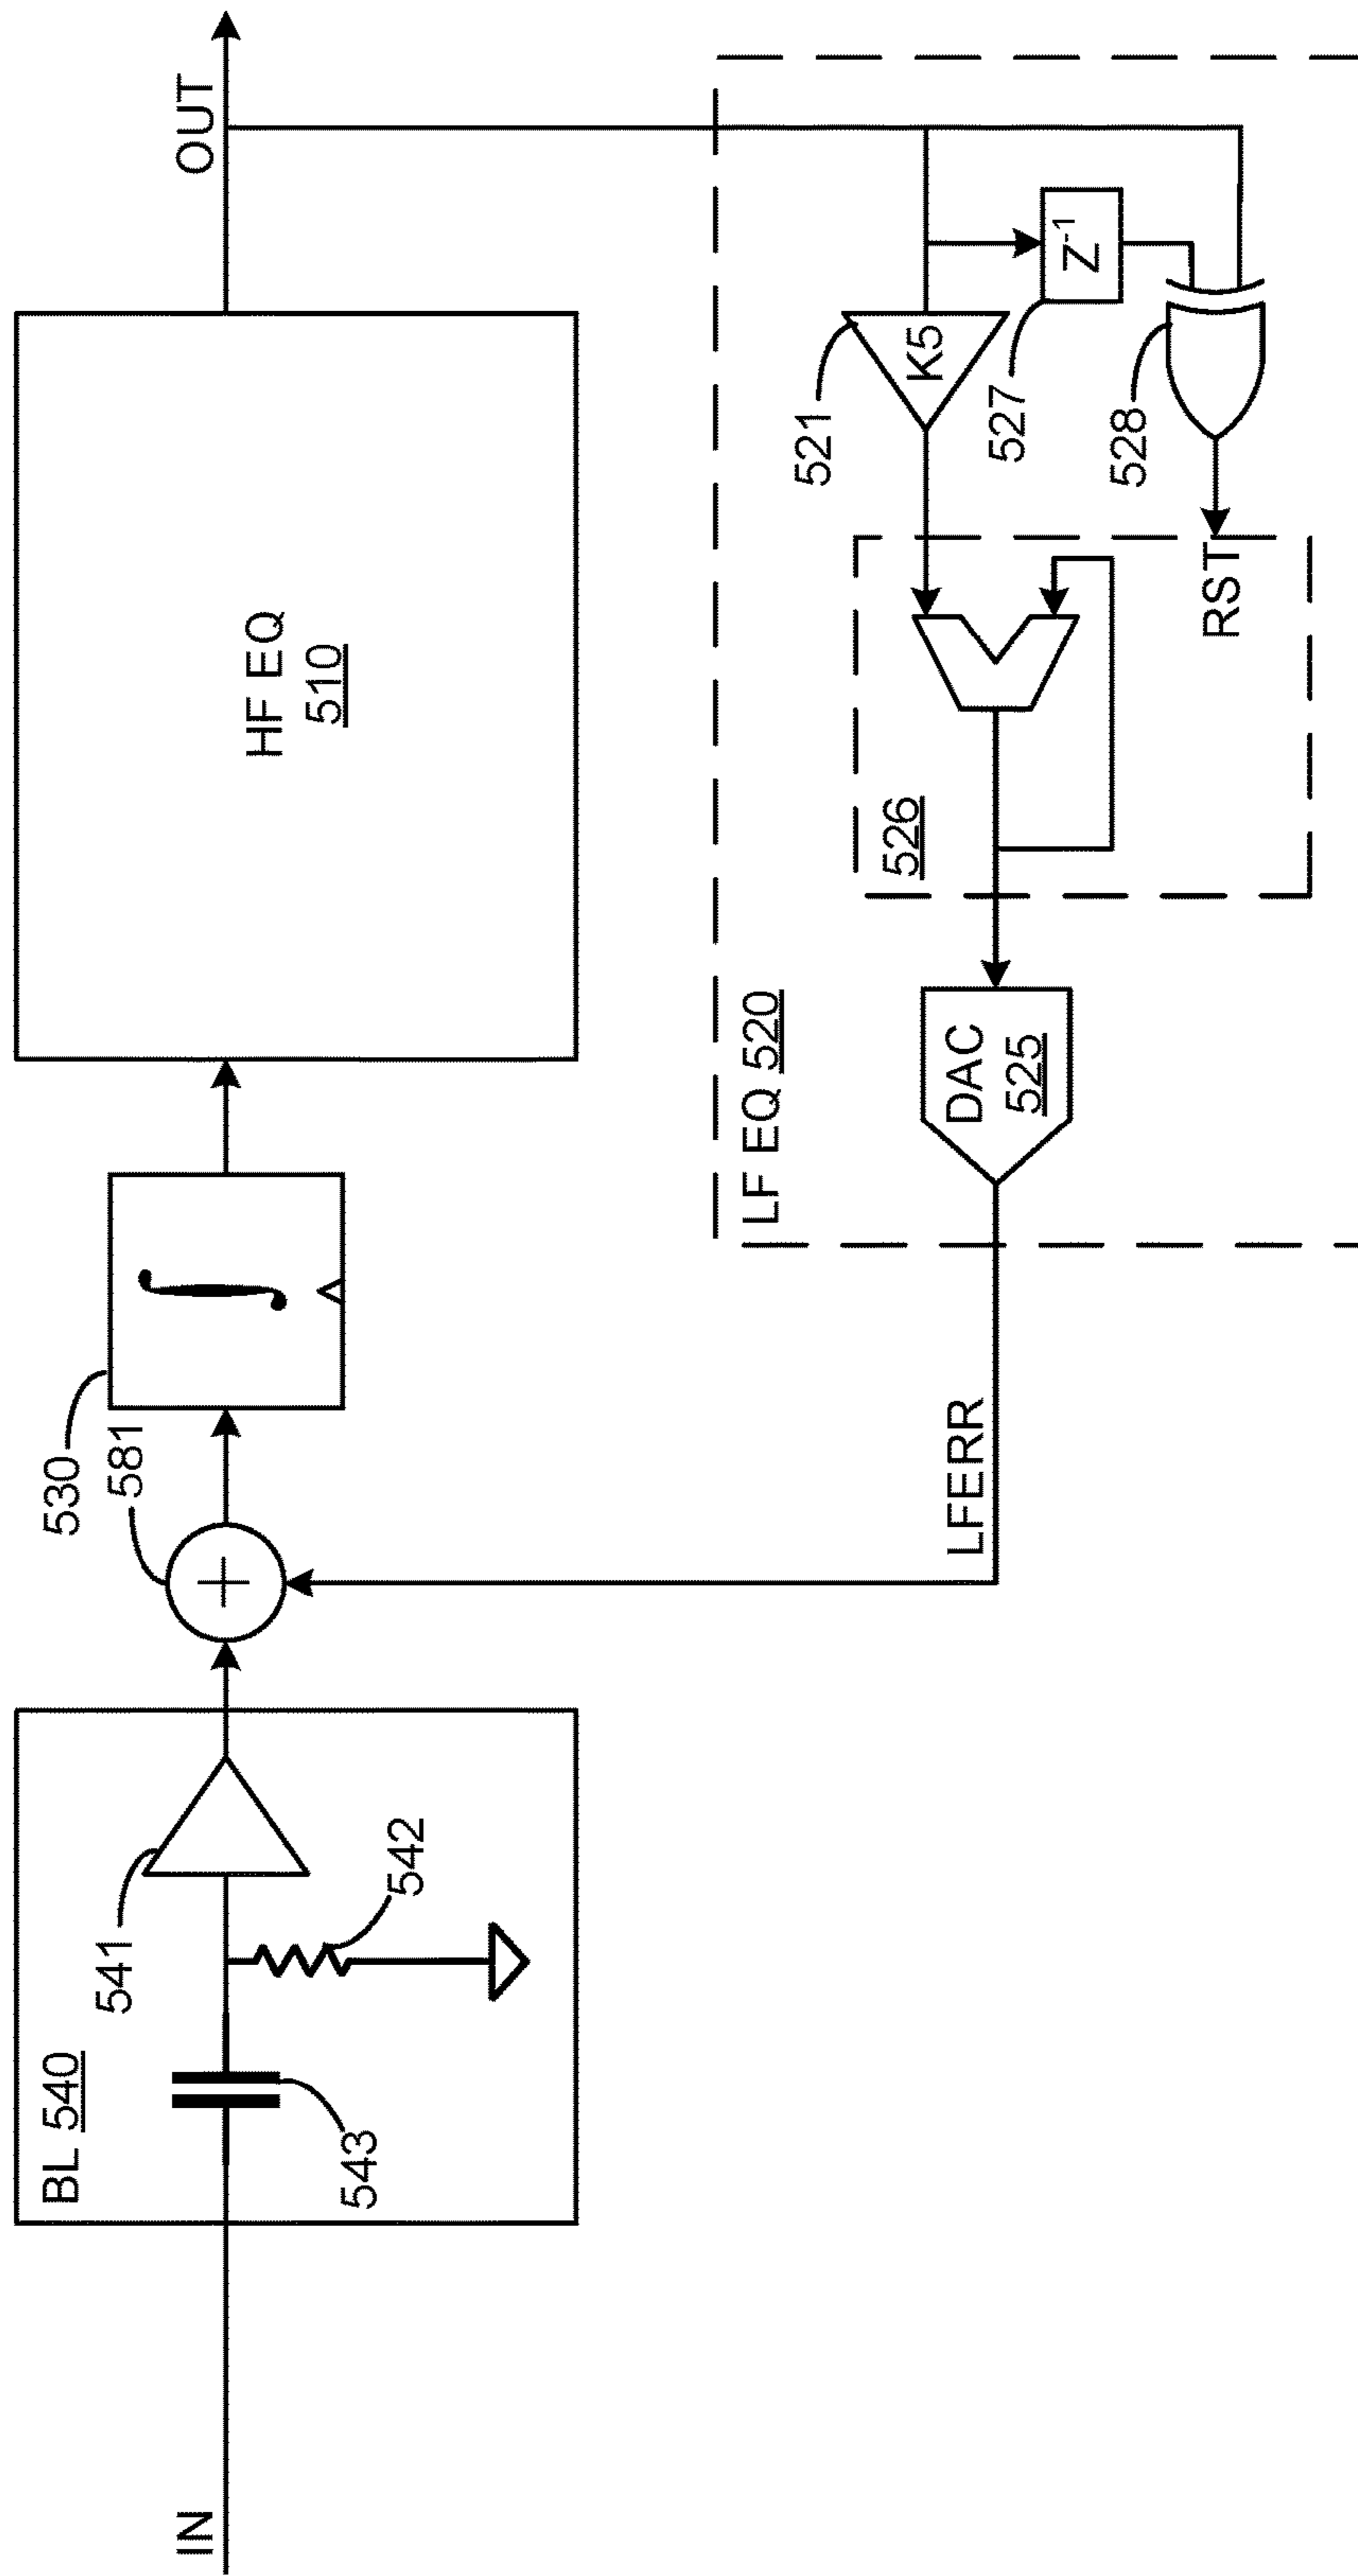 IN
BL 540
541
542
543
581
530
HF EQ
510
OUT
LFERR
LF EQ 520
DAC
525
526
RST
K5
521
Z-1
527
528